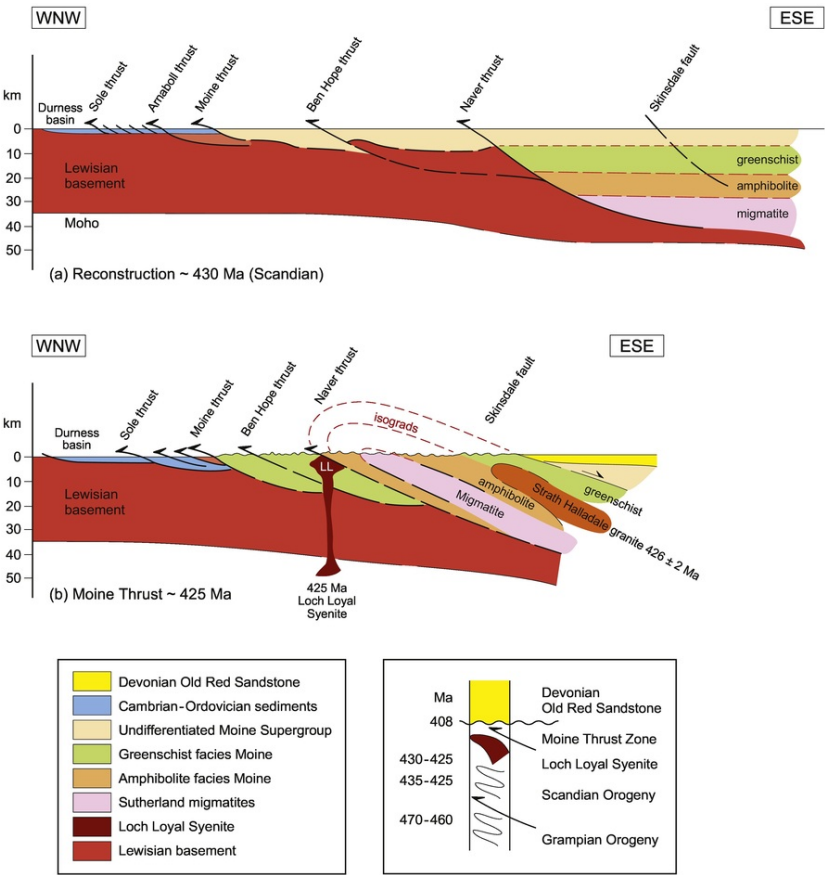 WNW
ESE
km
Durness
basin
Sole thrust
Arnaboll thrust
Moine thrust
Ben Hope thrust
Naver thrust
Skinsdale fault
0
10
20
30
40
50
Lewisian
basement
Moho
greenschist
amphibolite
migmatite
(a) Reconstruction ~ 430 Ma (Scandian)
WNW
ESE
km
Durness
basin
Sole thrust
Moine thrust
Ben Hope thrust
Naver thrust
Skinsdale fault
isograds
0
10
20
30
40
50
Lewisian
basement
LL
Migmatite
amphibolite
greenschist
Strath Halladale granite 426 ± 2 Ma
425 Ma
Loch Loyal
Syenite
(b) Moine Thrust ~ 425 Ma
Devonian Old Red Sandstone
Cambrian-Ordovician sediments
Undifferentiated Moine Supergroup
Greenschist facies Moine
Amphibolite facies Moine
Sutherland migmatites
Loch Loyal Syenite
Lewisian basement
Ma
408
430-425
435-425
470-460
Devonian
Old Red Sandstone
Moine Thrust Zone
Loch Loyal Syenite
Scandian Orogeny
Grampian Orogeny